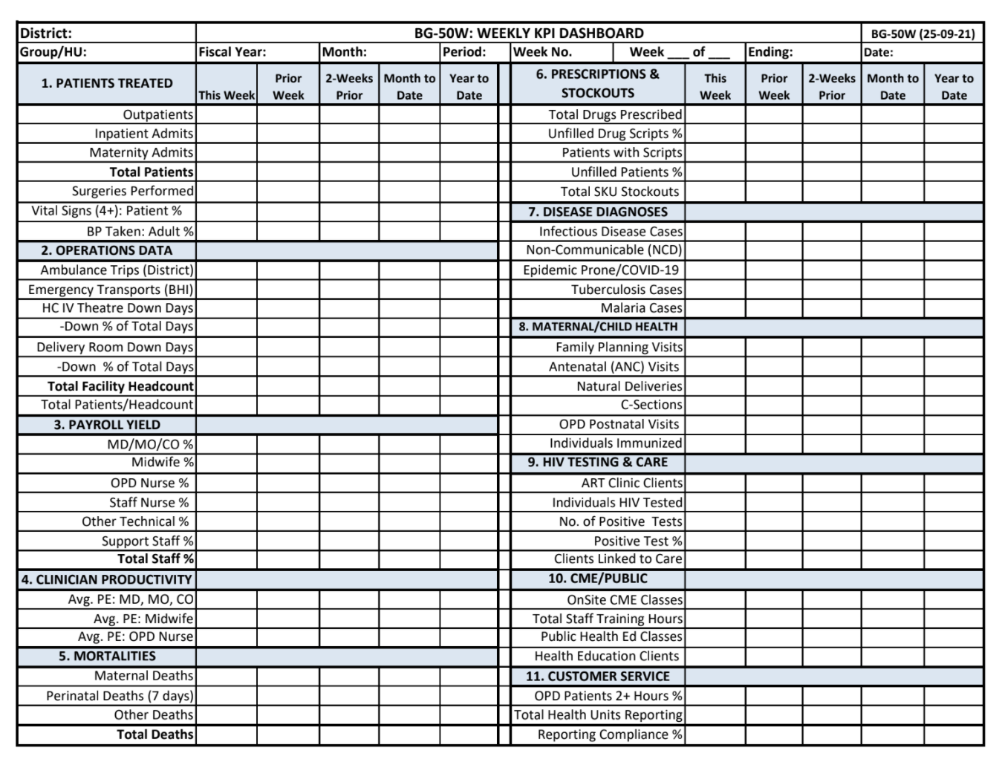 District: BG-50W: WEEKLY KPI DASHBOARD BG-50W (25-09-21)
Group/HU: Fiscal Year: Month: Period: Week No. Week ___ of ___ Ending: Date:
1. PATIENTS TREATED This Week Prior Week 2-Weeks Prior Month to Date Year to Date
Outpatients
Inpatient Admits
Maternity Admits
Total Patients
Surgeries Performed
Vital Signs (4+): Patient %
BP Taken: Adult %
2. OPERATIONS DATA
Ambulance Trips (District)
Emergency Transports (BHI)
HC IV Theatre Down Days
-Down % of Total Days
Delivery Room Down Days
-Down % of Total Days
Total Facility Headcount
Total Patients/Headcount
3. PAYROLL YIELD
MD/MO/CO %
Midwife %
OPD Nurse %
Staff Nurse %
Other Technical %
Support Staff %
Total Staff %
4. CLINICIAN PRODUCTIVITY
Avg. PE: MD, MO, CO
Avg. PE: Midwife
Avg. PE: OPD Nurse
5. MORTALITIES
Maternal Deaths
Perinatal Deaths (7 days)
Other Deaths
Total Deaths
6. PRESCRIPTIONS & STOCKOUTS This Week Prior Week 2-Weeks Prior Month to Date Year to Date
Total Drugs Prescribed
Unfilled Drug Scripts %
Patients with Scripts
Unfilled Patients %
Total SKU Stockouts
7. DISEASE DIAGNOSES
Infectious Disease Cases
Non-Communicable (NCD)
Epidemic Prone/COVID-19
Tuberculosis Cases
Malaria Cases
8. MATERNAL/CHILD HEALTH
Family Planning Visits
Antenatal (ANC) Visits
Natural Deliveries
C-Sections
OPD Postnatal Visits
Individuals Immunized
9. HIV TESTING & CARE
ART Clinic Clients
Individuals HIV Tested
No. of Positive Tests
Positive Test %
Clients Linked to Care
10. CME/PUBLIC
OnSite CME Classes
Total Staff Training Hours
Public Health Ed Classes
Health Education Clients
11. CUSTOMER SERVICE
OPD Patients 2+ Hours %
Total Health Units Reporting
Reporting Compliance %